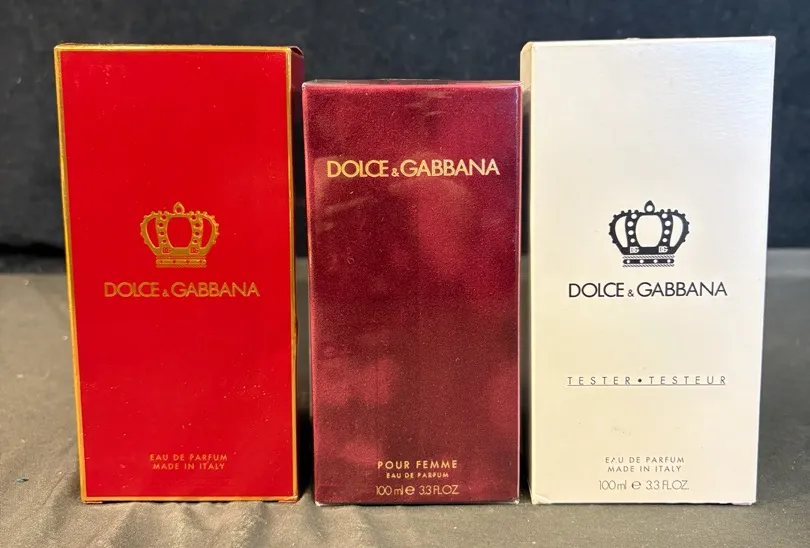 DOLCE & GABBANA
EAU DE PARFUM
MADE IN ITALY
DOLCE & GABBANA
POUR FEMME
EAU DE PARFUM
100 ml e 3.3 FL.OZ.
DOLCE & GABBANA
TESTER • TESTEUR
EAU DE PARFUM
MADE IN ITALY
100 ml e 3.3 FL.OZ.